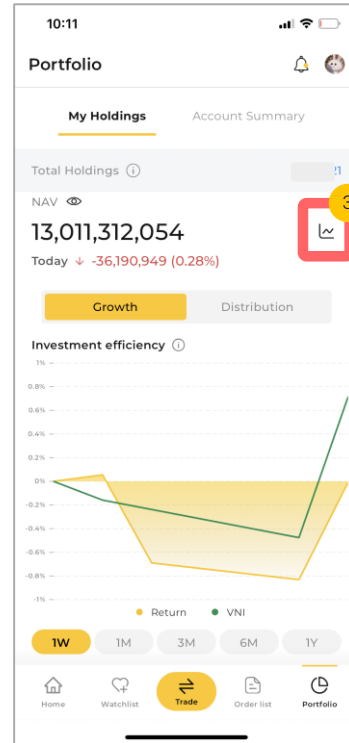 10:11
Portfolio
My Holdings Account Summary
Total Holdings
NAV
3
13,011,312,054
Today ↓ -36,190,949 (0.28%)
Growth Distribution
Investment efficiency
1%
0.8%
0.6%
0.4%
0.2%
0%
-0.2%
-0.4%
-0.6%
-0.8%
-1%
Return VNI
1W 1M 3M 6M 1Y
Home Watchlist Trade Order list Portfolio